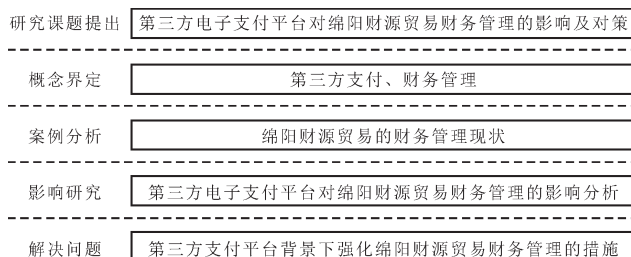 研究课题提出 第三方电子支付平台对绵阳财源贸易财务管理的影响及对策
概念界定 第三方支付、财务管理
案例分析 绵阳财源贸易的财务管理现状
影响研究 第三方电子支付平台对绵阳财源贸易财务管理的影响分析
解决问题 第三方支付平台背景下强化绵阳财源贸易财务管理的措施